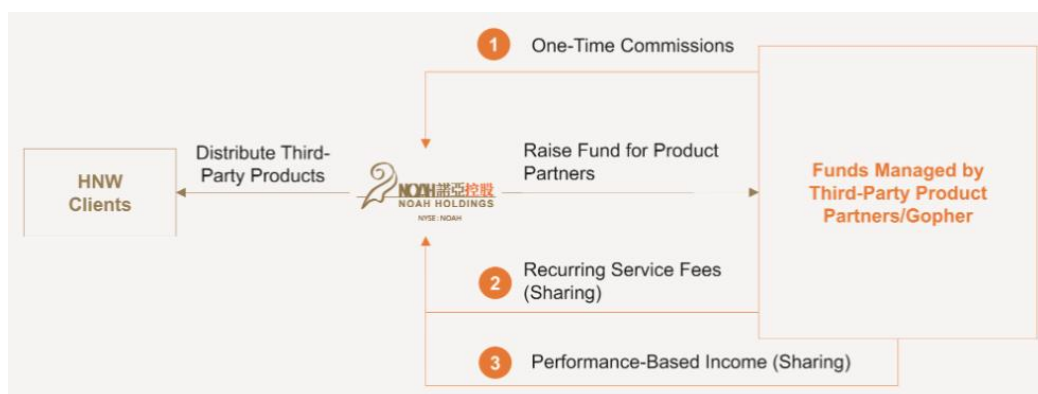 1
One-Time Commissions
HNW
Clients
Distribute Third-
Party Products
NOAH諾亞控股
NOAH HOLDINGS
NYSE: NOAH
Raise Fund for Product
Partners
Funds Managed by
Third-Party Product
Partners/Gopher
2
Recurring Service Fees
(Sharing)
3
Performance-Based Income (Sharing)